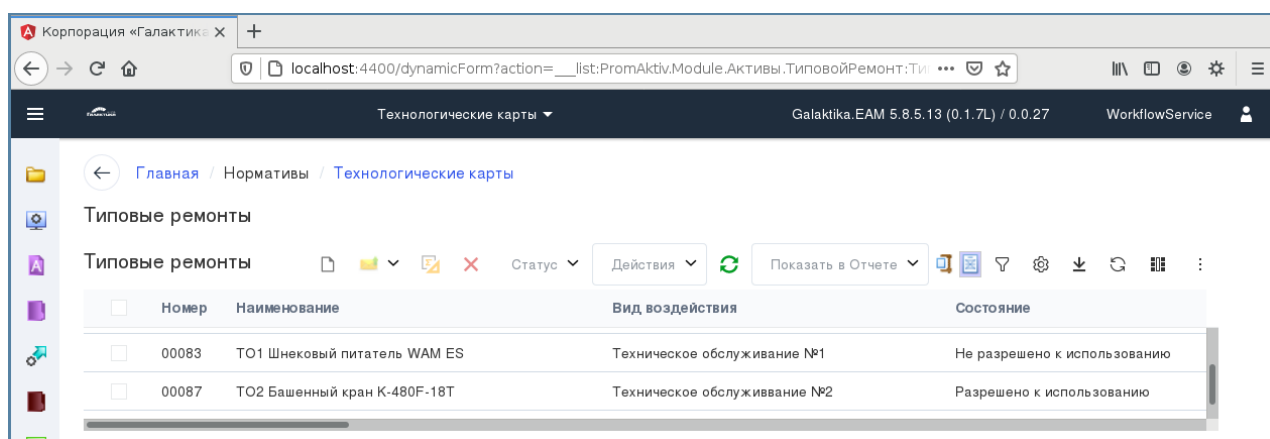 Корпорация «Галактика
localhost:4400/dynamicForm?action=___list:PromAktiv.Module.Активы.ТиповойРемонт:Ти
Технологические карты Galaktika.EAM 5.8.5.13 (0.1.7L) / 0.0.27 WorkflowService
Главная / Нормативы / Технологические карты
Типовые ремонты
Типовые ремонты Статус Действия Показать в Отчете
Номер Наименование Вид воздействия Состояние
00083 ТО1 Шнековый питатель WAM ES Техническое обслуживание №1 Не разрешено к использованию
00087 ТО2 Башенный кран К-480F-18Т Техническое обслуживвание №2 Разрешено к использованию